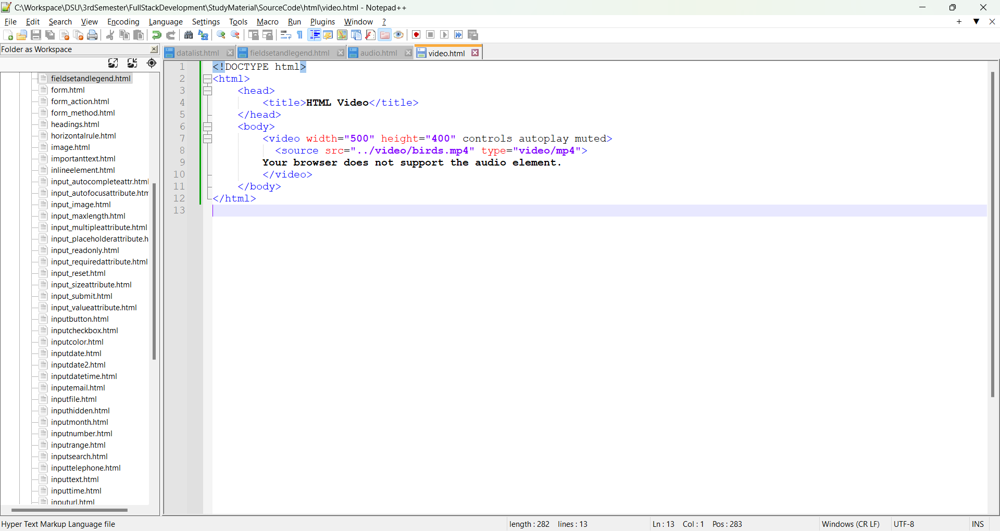 C:\Workspace\DSU\3rdSemester\FullStackDevelopment\StudyMaterial\SourceCode\html\video.html - Notepad++
File Edit Search View Encoding Language Settings Tools Macro Run Plugins Window ?
Folder as Workspace
datalist.html fieldsetandlegend.html audio.html video.html
fieldsetandlegend.html
form.html
form_action.html
form_method.html
headings.html
horizontalrule.html
image.html
importanttext.html
inlineelement.html
input_autocompleteattr.html
input_autofocusattribute.htm
input_image.html
input_maxlength.html
input_multipleattribute.html
input_placeholderattribute.h
input_readonly.html
input_requiredattribute.html
input_reset.html
input_sizeattribute.html
input_submit.html
input_valueattribute.html
inputbutton.html
inputcheckbox.html
inputcolor.html
inputdate.html
inputdate2.html
inputdatetime.html
inputemail.html
inputfile.html
inputhidden.html
inputmonth.html
inputnumber.html
inputrange.html
inputsearch.html
inputtelephone.html
inputtext.html
inputtime.html
inputurl.html
1 <!DOCTYPE html>
2 <html>
3 <head>
4 <title>HTML Video</title>
5 </head>
6 <body>
7 <video width="500" height="400" controls autoplay muted>
8 <source src="../video/birds.mp4" type="video/mp4">
9 Your browser does not support the audio element.
10 </video>
11 </body>
12 </html>
13
Hyper Text Markup Language file length : 282 lines : 13 Ln : 13 Col : 1 Pos : 283 Windows (CR LF) UTF-8 INS